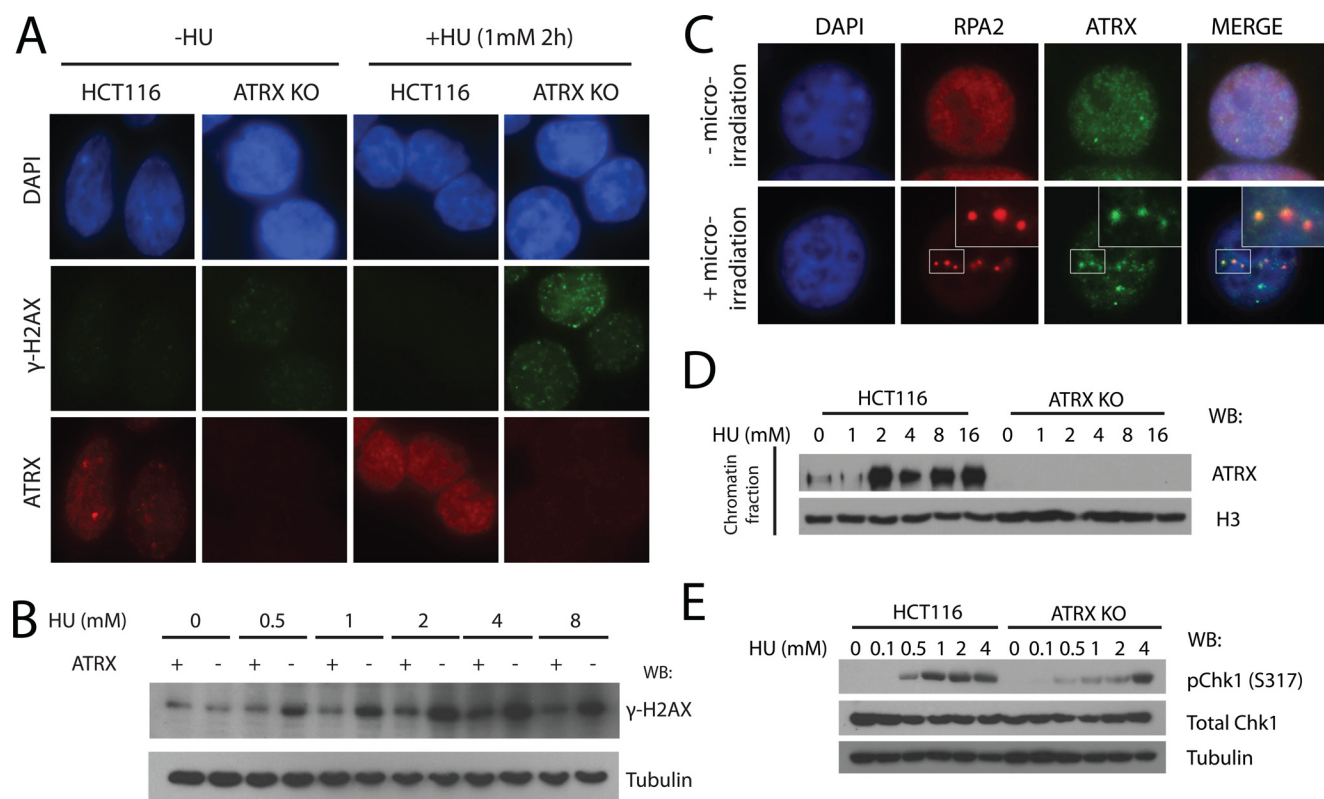 A
-HU
+HU (1mM 2h)
HCT116 ATRX KO HCT116 ATRX KO
DAPI
γ-H2AX
ATRX
B
HU (mM) 0 0.5 1 2 4 8
ATRX + - + - + - + - + - + -
WB:
γ-H2AX
Tubulin
C
DAPI RPA2 ATRX MERGE
- micro-
irradiation
+ micro-
irradiation
D
HCT116 ATRX KO
WB:
HU (mM) 0 1 2 4 8 16 0 1 2 4 8 16
Chromatin
fraction
ATRX
H3
E
HCT116 ATRX KO
WB:
HU (mM) 0 0.1 0.5 1 2 4 0 0.1 0.5 1 2 4
pChk1 (S317)
Total Chk1
Tubulin